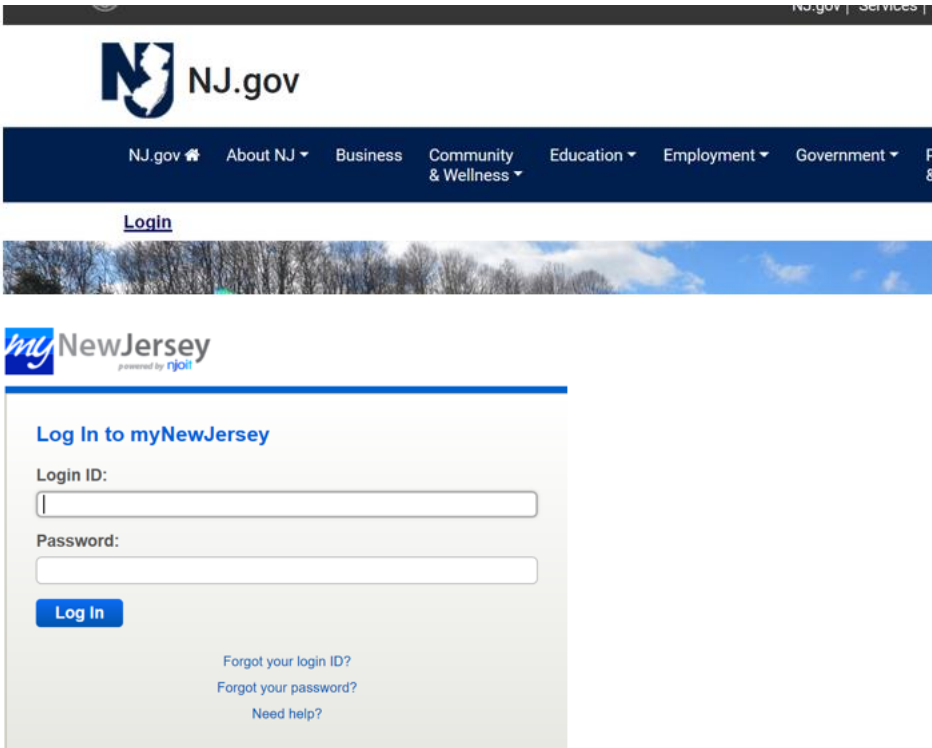 NJ.gov | Services |
NJ NJ.gov
NJ.gov About NJ Business Community Education Employment Government
& Wellness
Login
my NewJersey
powered by njoit
Log In to myNewJersey
Login ID:
Password:
Log In
Forgot your login ID?
Forgot your password?
Need help?